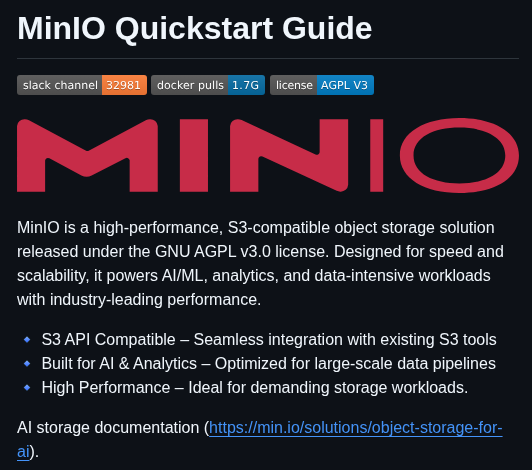 MinIO Quickstart Guide
slack channel 32981 docker pulls 1.7G license AGPL V3
MINIO
MinIO is a high-performance, S3-compatible object storage solution
released under the GNU AGPL v3.0 license. Designed for speed and
scalability, it powers AI/ML, analytics, and data-intensive workloads
with industry-leading performance.
🔹 S3 API Compatible – Seamless integration with existing S3 tools
🔹 Built for AI & Analytics – Optimized for large-scale data pipelines
🔹 High Performance – Ideal for demanding storage workloads.
AI storage documentation (https://min.io/solutions/object-storage-for-
ai).